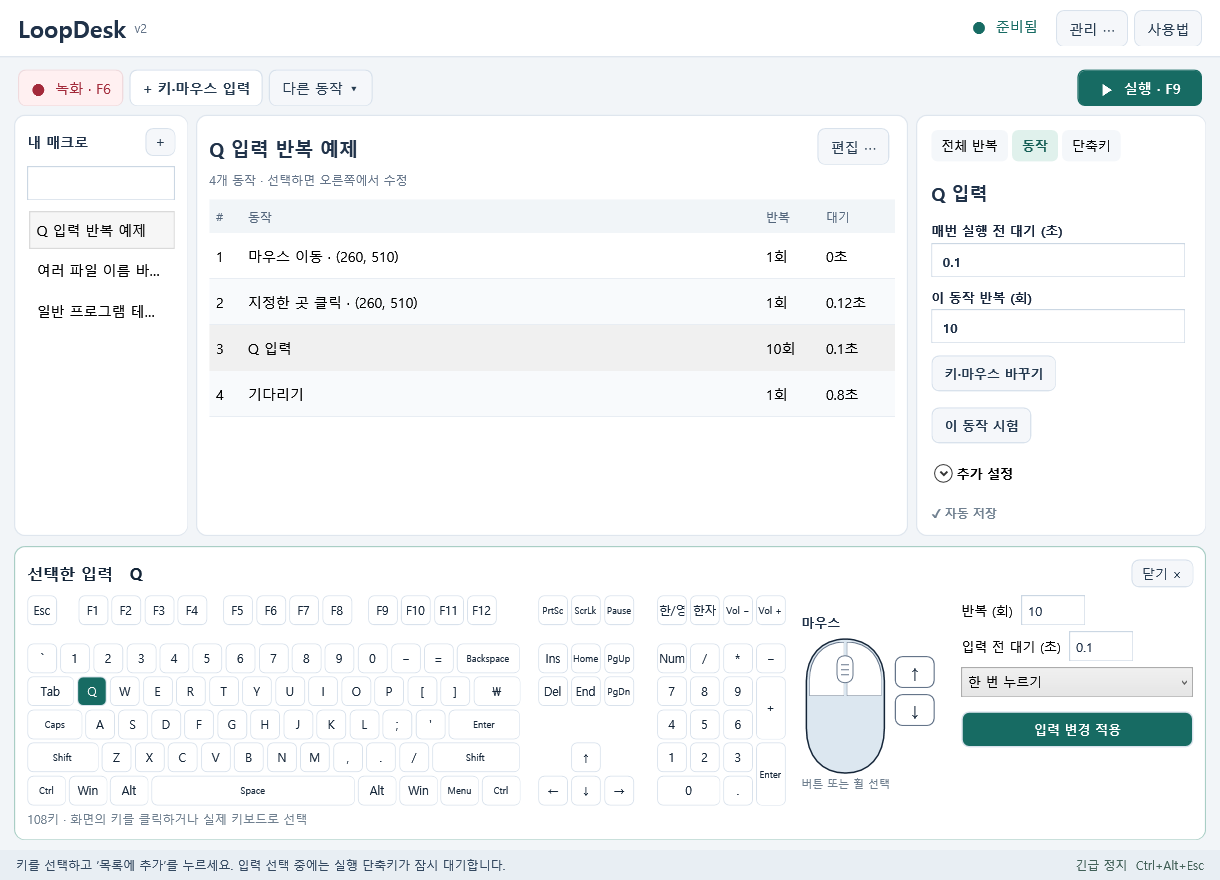 LoopDesk v2
준비됨 관리 ··· 사용법
녹화 · F6 + 키·마우스 입력 다른 동작 ▾ ▶ 실행 · F9
내 매크로 +
Q 입력 반복 예제
여러 파일 이름 바...
일반 프로그램 테...
Q 입력 반복 예제 편집 ···
4개 동작 · 선택하면 오른쪽에서 수정
# 동작 반복 대기
1 마우스 이동 · (260, 510) 1회 0초
2 지정한 곳 클릭 · (260, 510) 1회 0.12초
3 Q 입력 10회 0.1초
4 기다리기 1회 0.8초
전체 반복 동작 단축키
Q 입력
매번 실행 전 대기 (초)
0.1
이 동작 반복 (회)
10
키·마우스 바꾸기
이 동작 시험
추가 설정
✓ 자동 저장
선택한 입력 Q 닫기 ×
Esc F1 F2 F3 F4 F5 F6 F7 F8 F9 F10 F11 F12 PrtSc ScrLk Pause 한/영 한자 Vol − Vol +
` 1 2 3 4 5 6 7 8 9 0 − = Backspace Ins Home PgUp Num / * −
Tab Q W E R T Y U I O P [ ] ₩ Del End PgDn 7 8 9 +
Caps A S D F G H J K L ; ' Enter 4 5 6
Shift Z X C V B N M , . / Shift ↑ 1 2 3 Enter
Ctrl Win Alt Space Alt Win Menu Ctrl ← ↓ → 0 .
108키 · 화면의 키를 클릭하거나 실제 키보드로 선택
마우스
↑
↓
버튼 또는 휠 선택
반복 (회) 10
입력 전 대기 (초) 0.1
한 번 누르기
입력 변경 적용
키를 선택하고 '목록에 추가'를 누르세요. 입력 선택 중에는 실행 단축키가 잠시 대기합니다. 긴급 정지 Ctrl+Alt+Esc